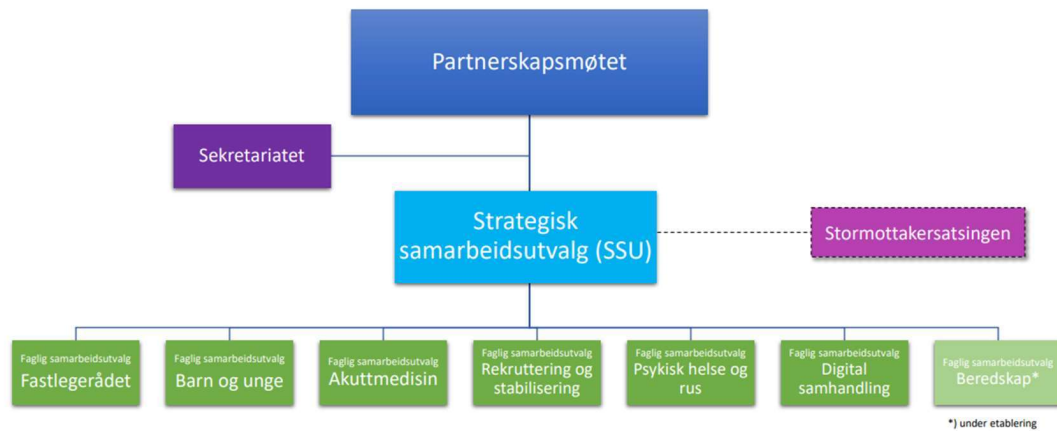 Partnerskapsmøtet
Sekretariatet
Strategisk
samarbeidsutvalg (SSU)
Stormottakersatsingen
Faglig samarbeidsutvalg
Fastlegerådet
Faglig samarbeidsutvalg
Barn og unge
Faglig samarbeidsutvalg
Akuttmedisin
Faglig samarbeidsutvalg
Rekruttering og
stabilisering
Faglig samarbeidsutvalg
Psykisk helse og
rus
Faglig samarbeidsutvalg
Digital
samhandling
Faglig samarbeidsutvalg
Beredskap*
*) under etablering